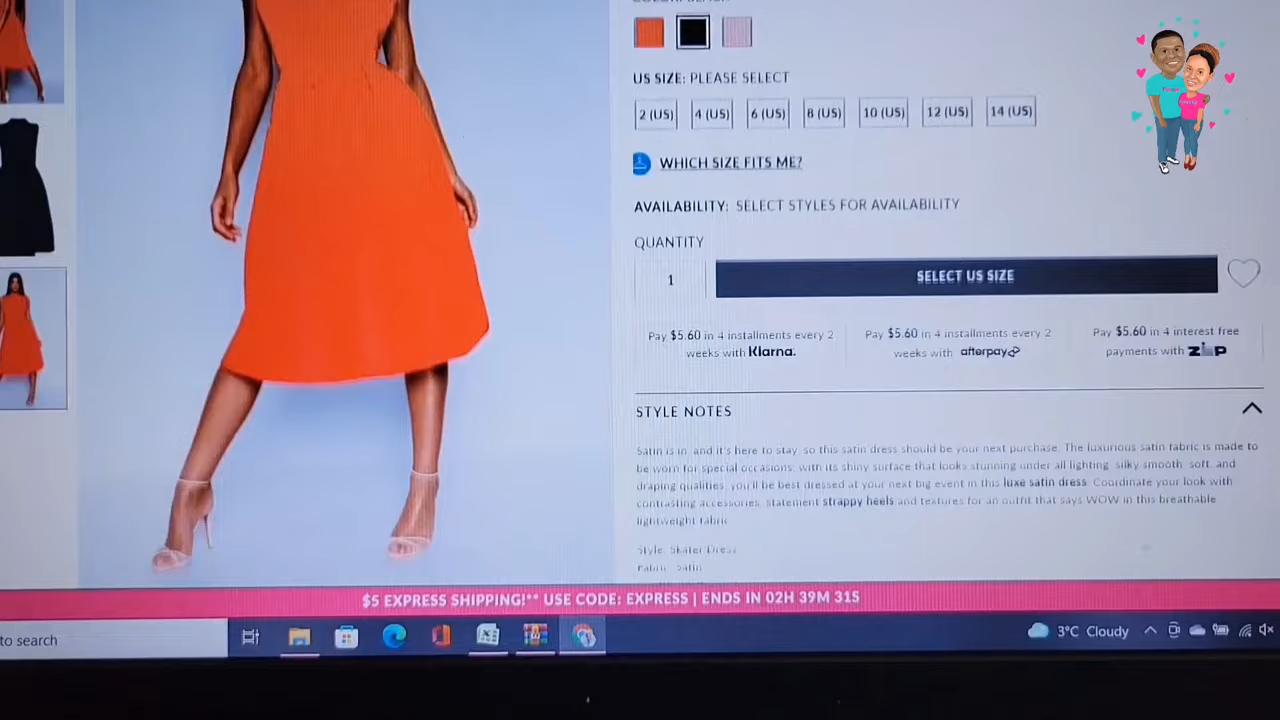 US SIZE: PLEASE SELECT
2 (US) 4 (US) 6 (US) 8 (US) 10 (US) 12 (US) 14 (US)
WHICH SIZE FITS ME?
AVAILABILITY: SELECT STYLES FOR AVAILABILITY
QUANTITY
1
SELECT US SIZE
Pay $5.60 in 4 installments every 2
weeks with Klarna.
Pay $5.60 in 4 installments every 2
weeks with afterpay
Pay $5.60 in 4 interest free
payments with ZIP
STYLE NOTES
Satin is in, and it's here to stay, so this satin dress should be your next purchase. The luxurious satin fabric is made to
be worn for special occasions, with its shiny surface that looks stunning under all lighting, silky smooth, soft, and
draping qualities, you'll be best dressed at your next big event in this luxe satin dress. Coordinate your look with
contrasting accessories, statement strappy heels and textures for an outfit that says WOW in this breathable
lightweight fabric
Style: Skater Dress
Fabric: Satin
$5 EXPRESS SHIPPING!** USE CODE: EXPRESS | ENDS IN 02H 39M 31S
to search
3°C Cloudy